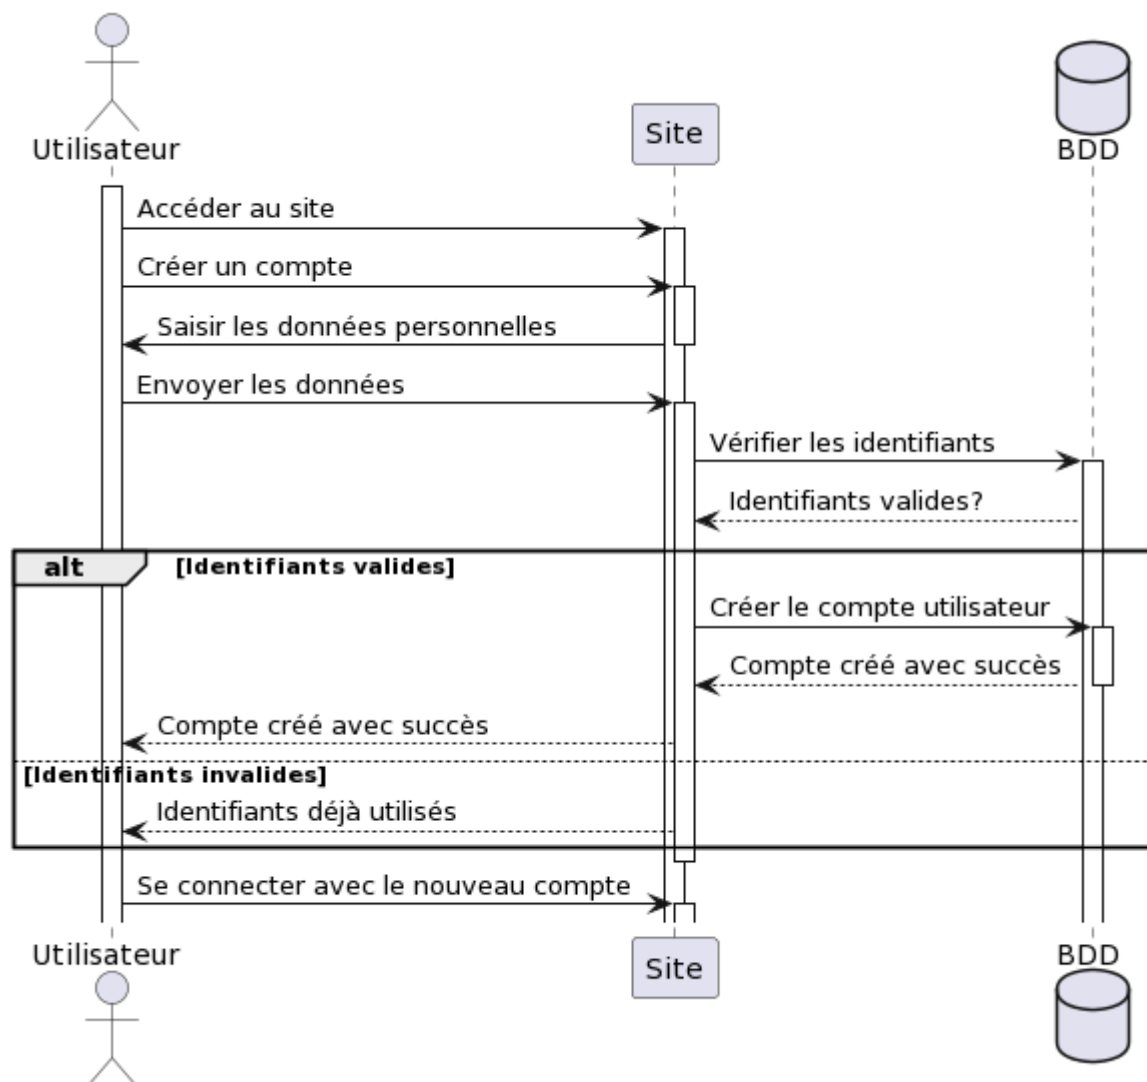 Utilisateur
Site
BDD
Accéder au site
Créer un compte
Saisir les données personnelles
Envoyer les données
Vérifier les identifiants
Identifiants valides?
alt
[Identifiants valides]
Créer le compte utilisateur
Compte créé avec succès
Compte créé avec succès
[Identifiants invalides]
Identifiants déjà utilisés
Se connecter avec le nouveau compte
Utilisateur
Site
BDD